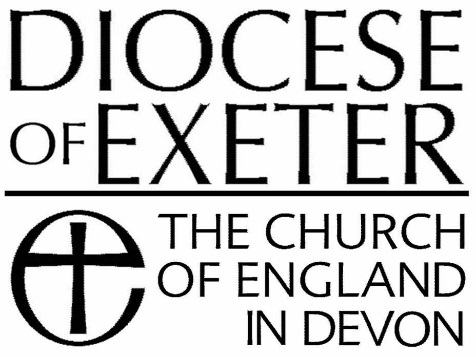 DIOCESE
OF EXETER
THE CHURCH
OF ENGLAND
IN DEVON